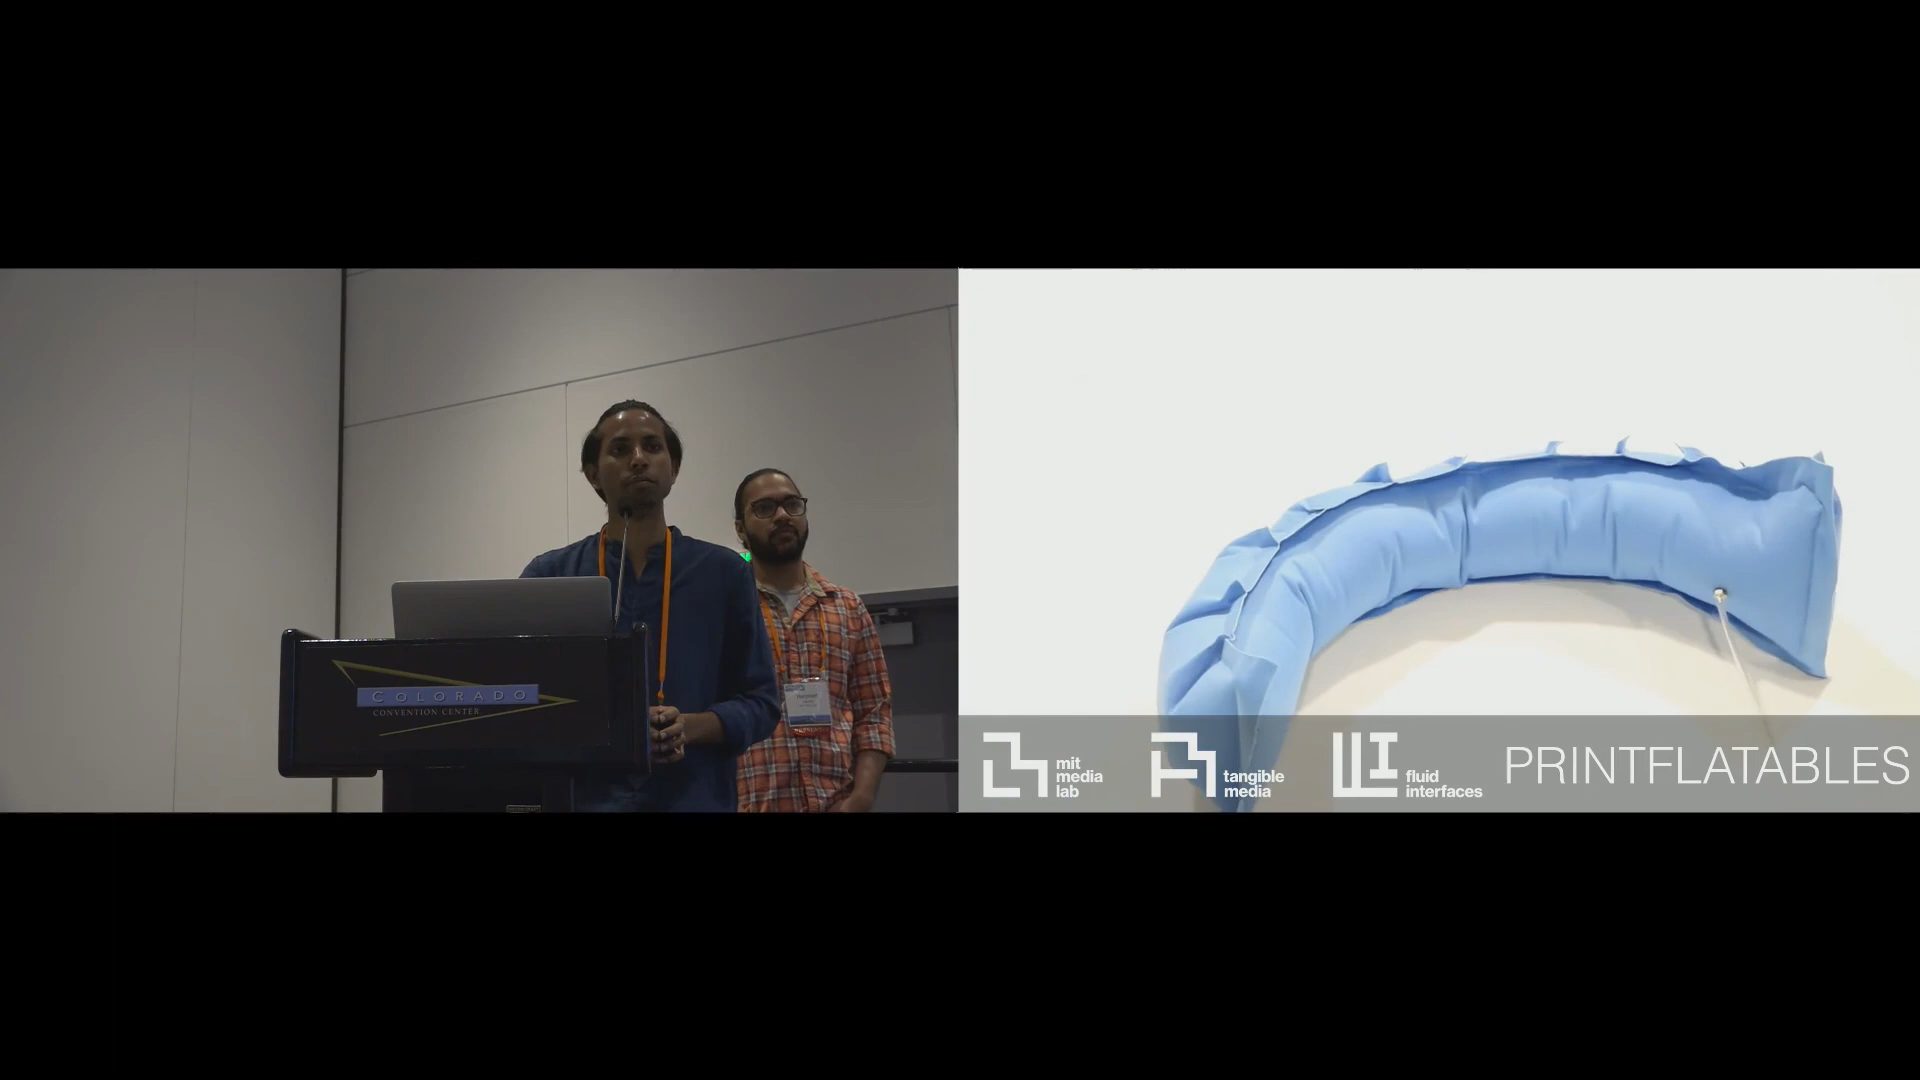 COLORADO
CONVENTION CENTER
mit
media
lab
tangible
media
fluid
interfaces
PRINTFLATABLES